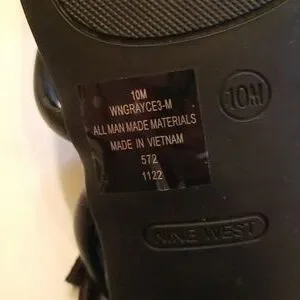 10M
WNGRAYCE3-M
ALL MAN MADE MATERIALS
MADE IN VIETNAM
572
1122
10M
NINE WEST